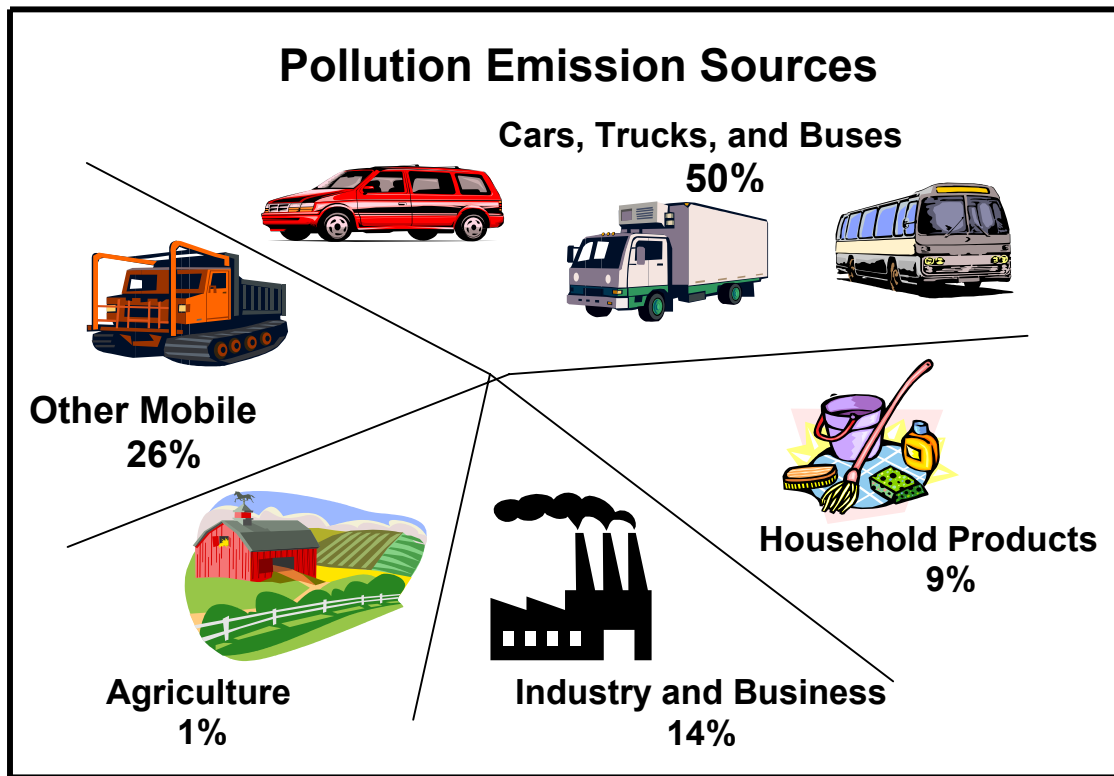 Pollution Emission Sources
Cars, Trucks, and Buses
50%
Other Mobile
26%
Household Products
9%
Agriculture
1%
Industry and Business
14%